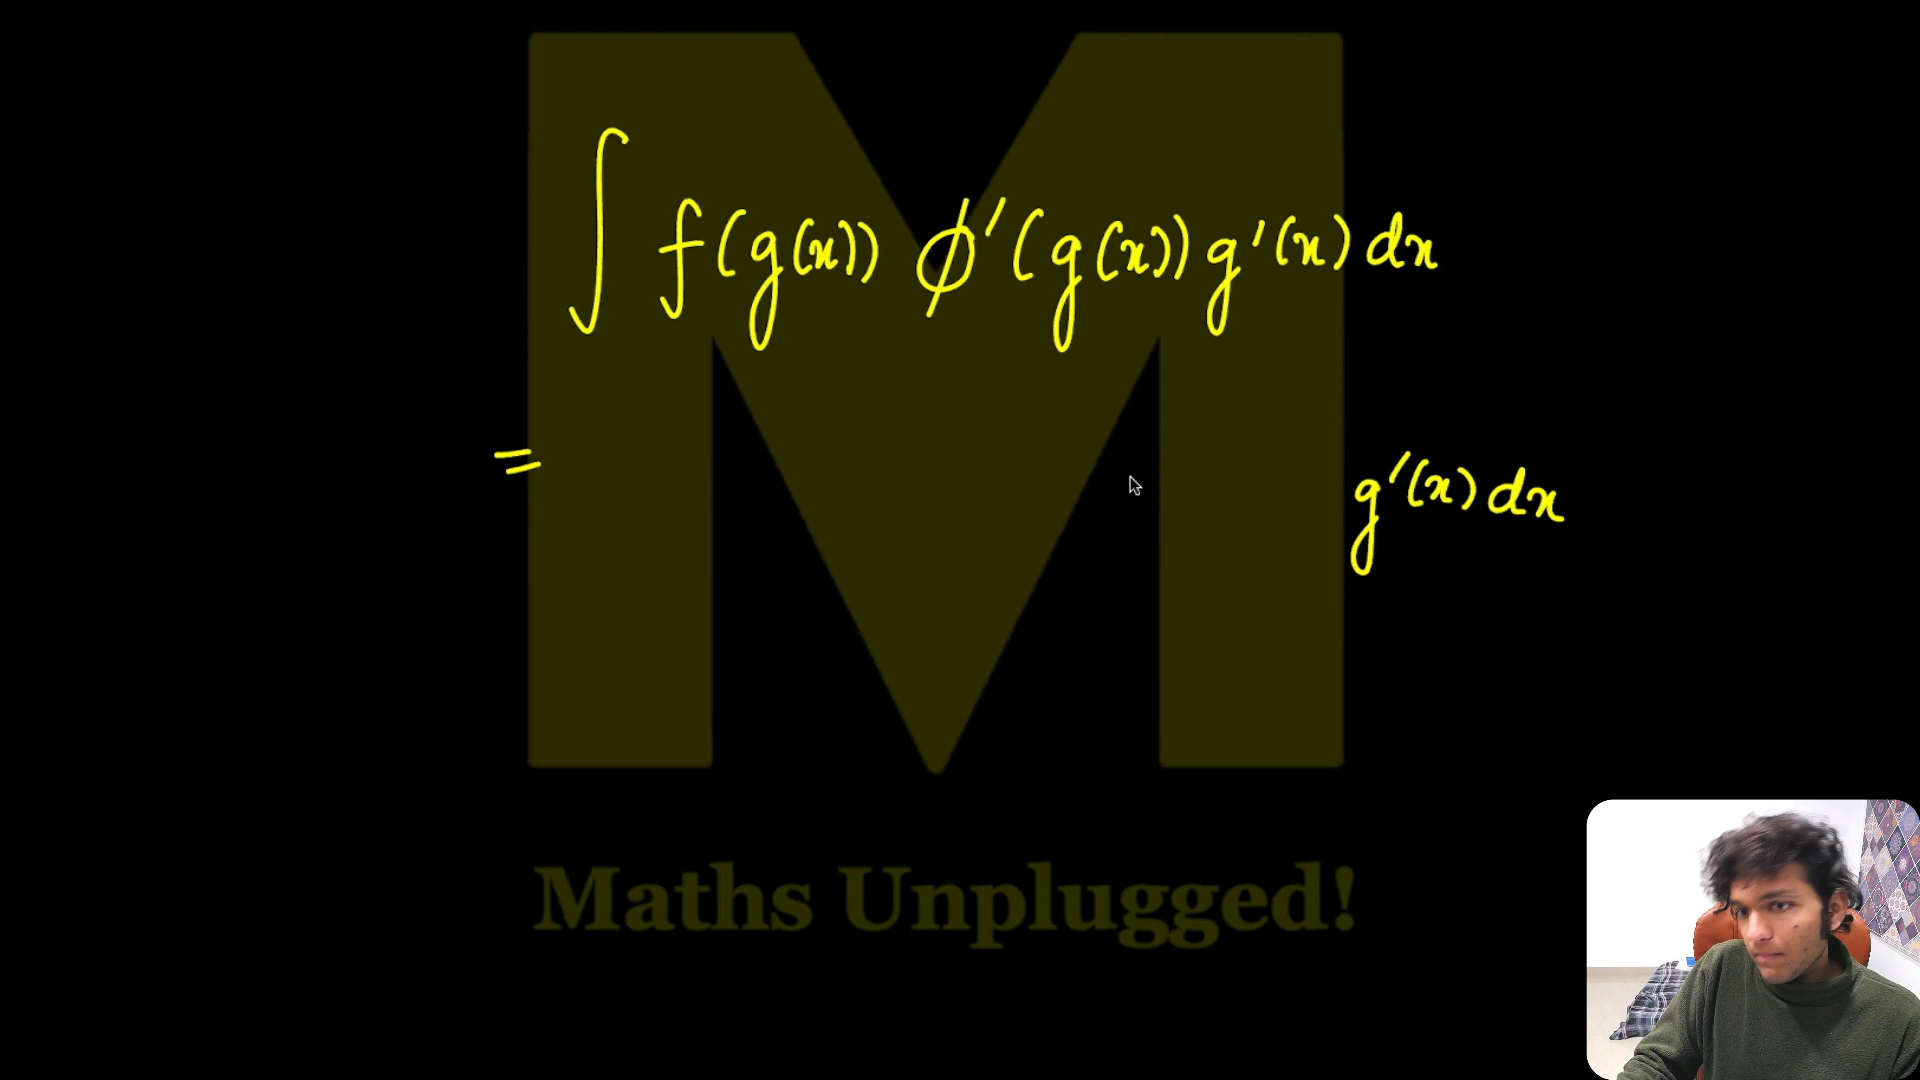 ∫ f(g(x)) ϕ'(g(x)) g'(x) dx
= g'(x) dx
Maths Unplugged!